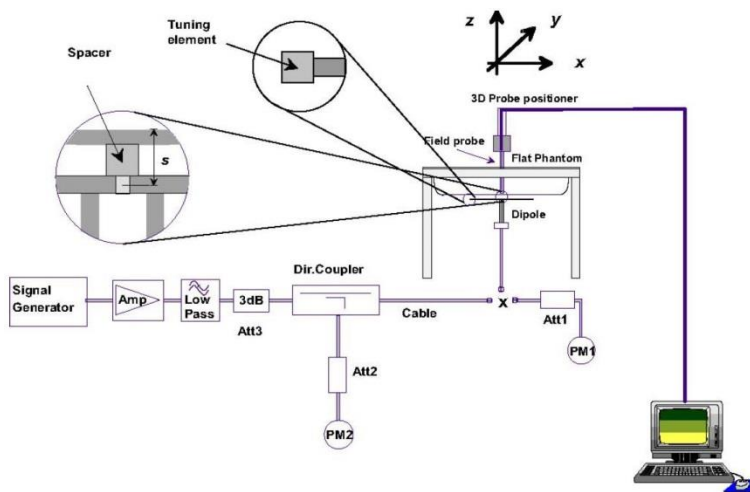 Tuning
element
Spacer
s
z
y
x
3D Probe positioner
Field probe
Flat Phantom
Dipole
Dir.Coupler
Signal
Generator
Amp
Low
Pass
3dB
Att3
Cable
x
Att1
PM1
Att2
PM2